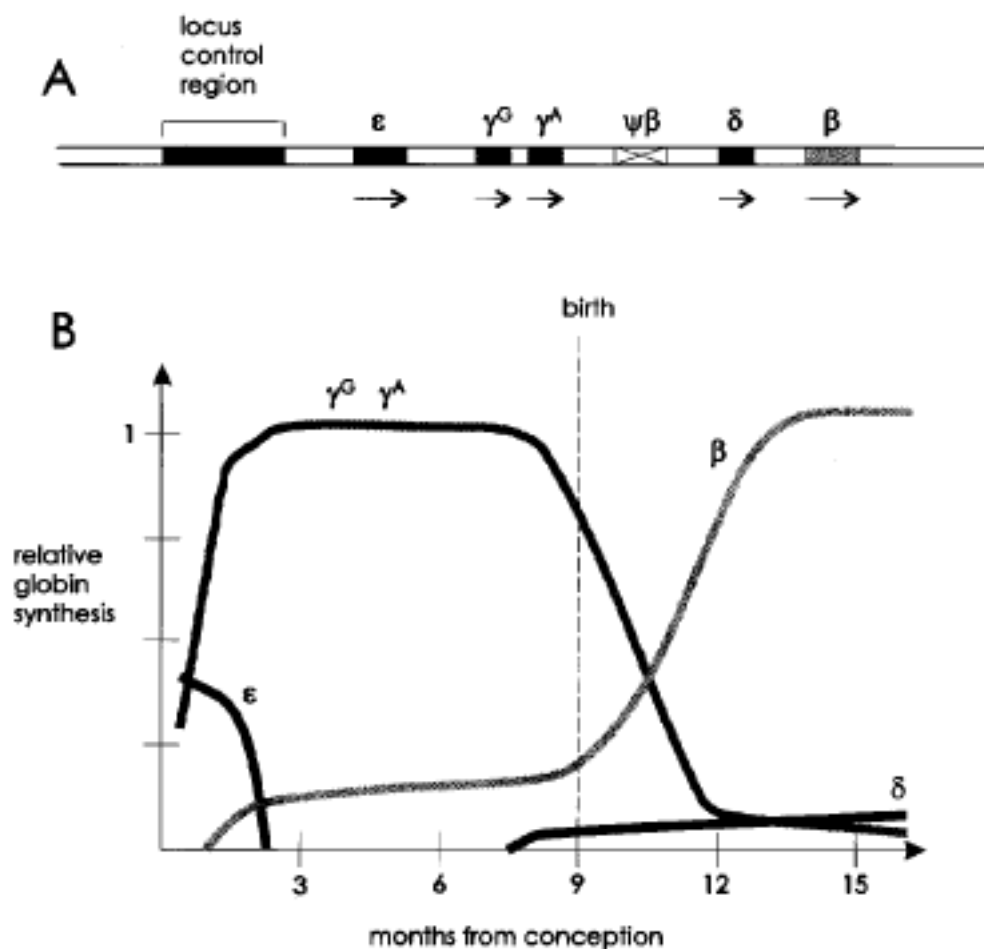 locus
control
region
A
ε γᴳ γᴬ ψβ δ β
B
birth
γᴳ γᴬ
1
β
relative
globin
synthesis
ε
δ
3 6 9 12 15
months from conception